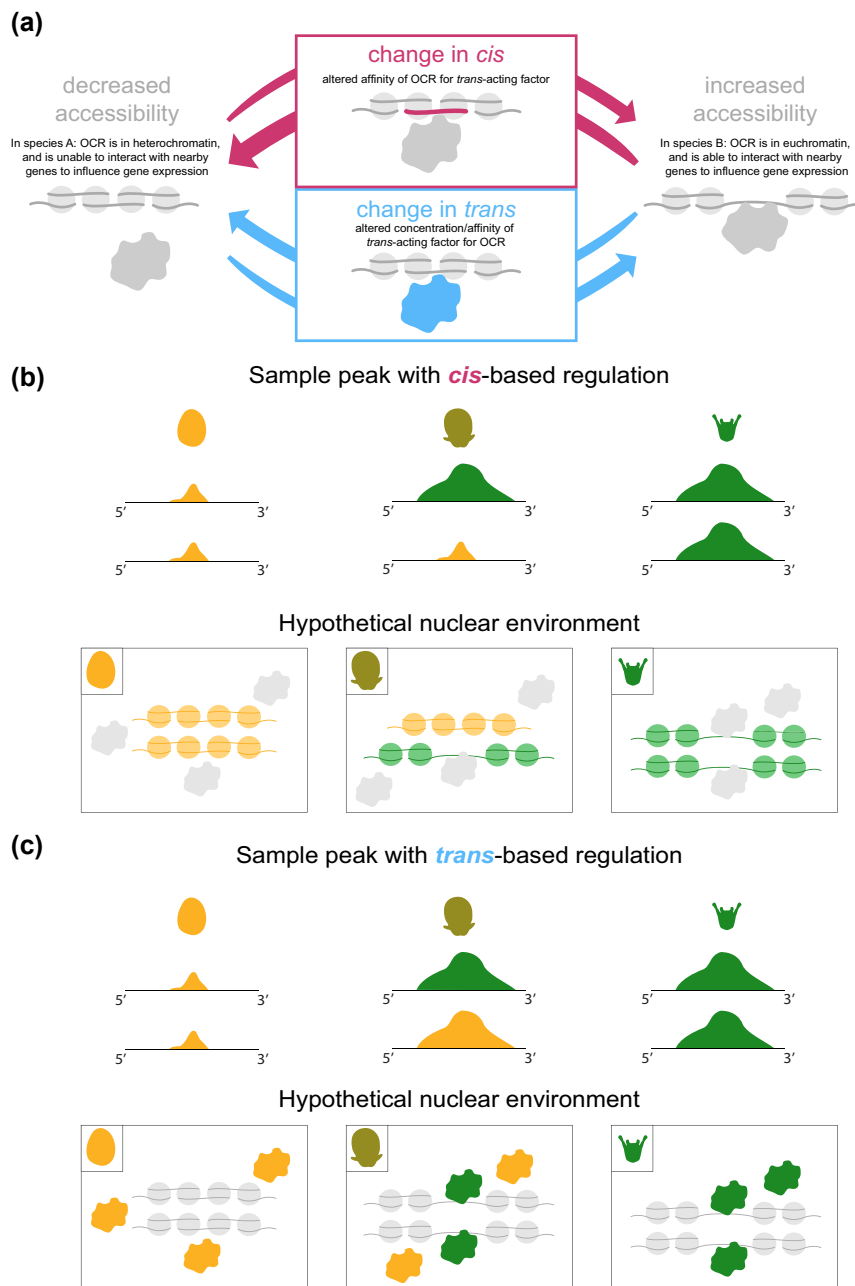 (a)
change in cis
altered affinity of OCR for trans-acting factor
decreased
accessibility
In species A: OCR is in heterochromatin,
and is unable to interact with nearby
genes to influence gene expression
increased
accessibility
In species B: OCR is in euchromatin,
and is able to interact with nearby
genes to influence gene expression
change in trans
altered concentration/affinity of
trans-acting factor for OCR
(b)
Sample peak with cis-based regulation
5′ 3′ 5′ 3′ 5′ 3′
5′ 3′ 5′ 3′ 5′ 3′
Hypothetical nuclear environment
(c)
Sample peak with trans-based regulation
5′ 3′ 5′ 3′ 5′ 3′
5′ 3′ 5′ 3′ 5′ 3′
Hypothetical nuclear environment